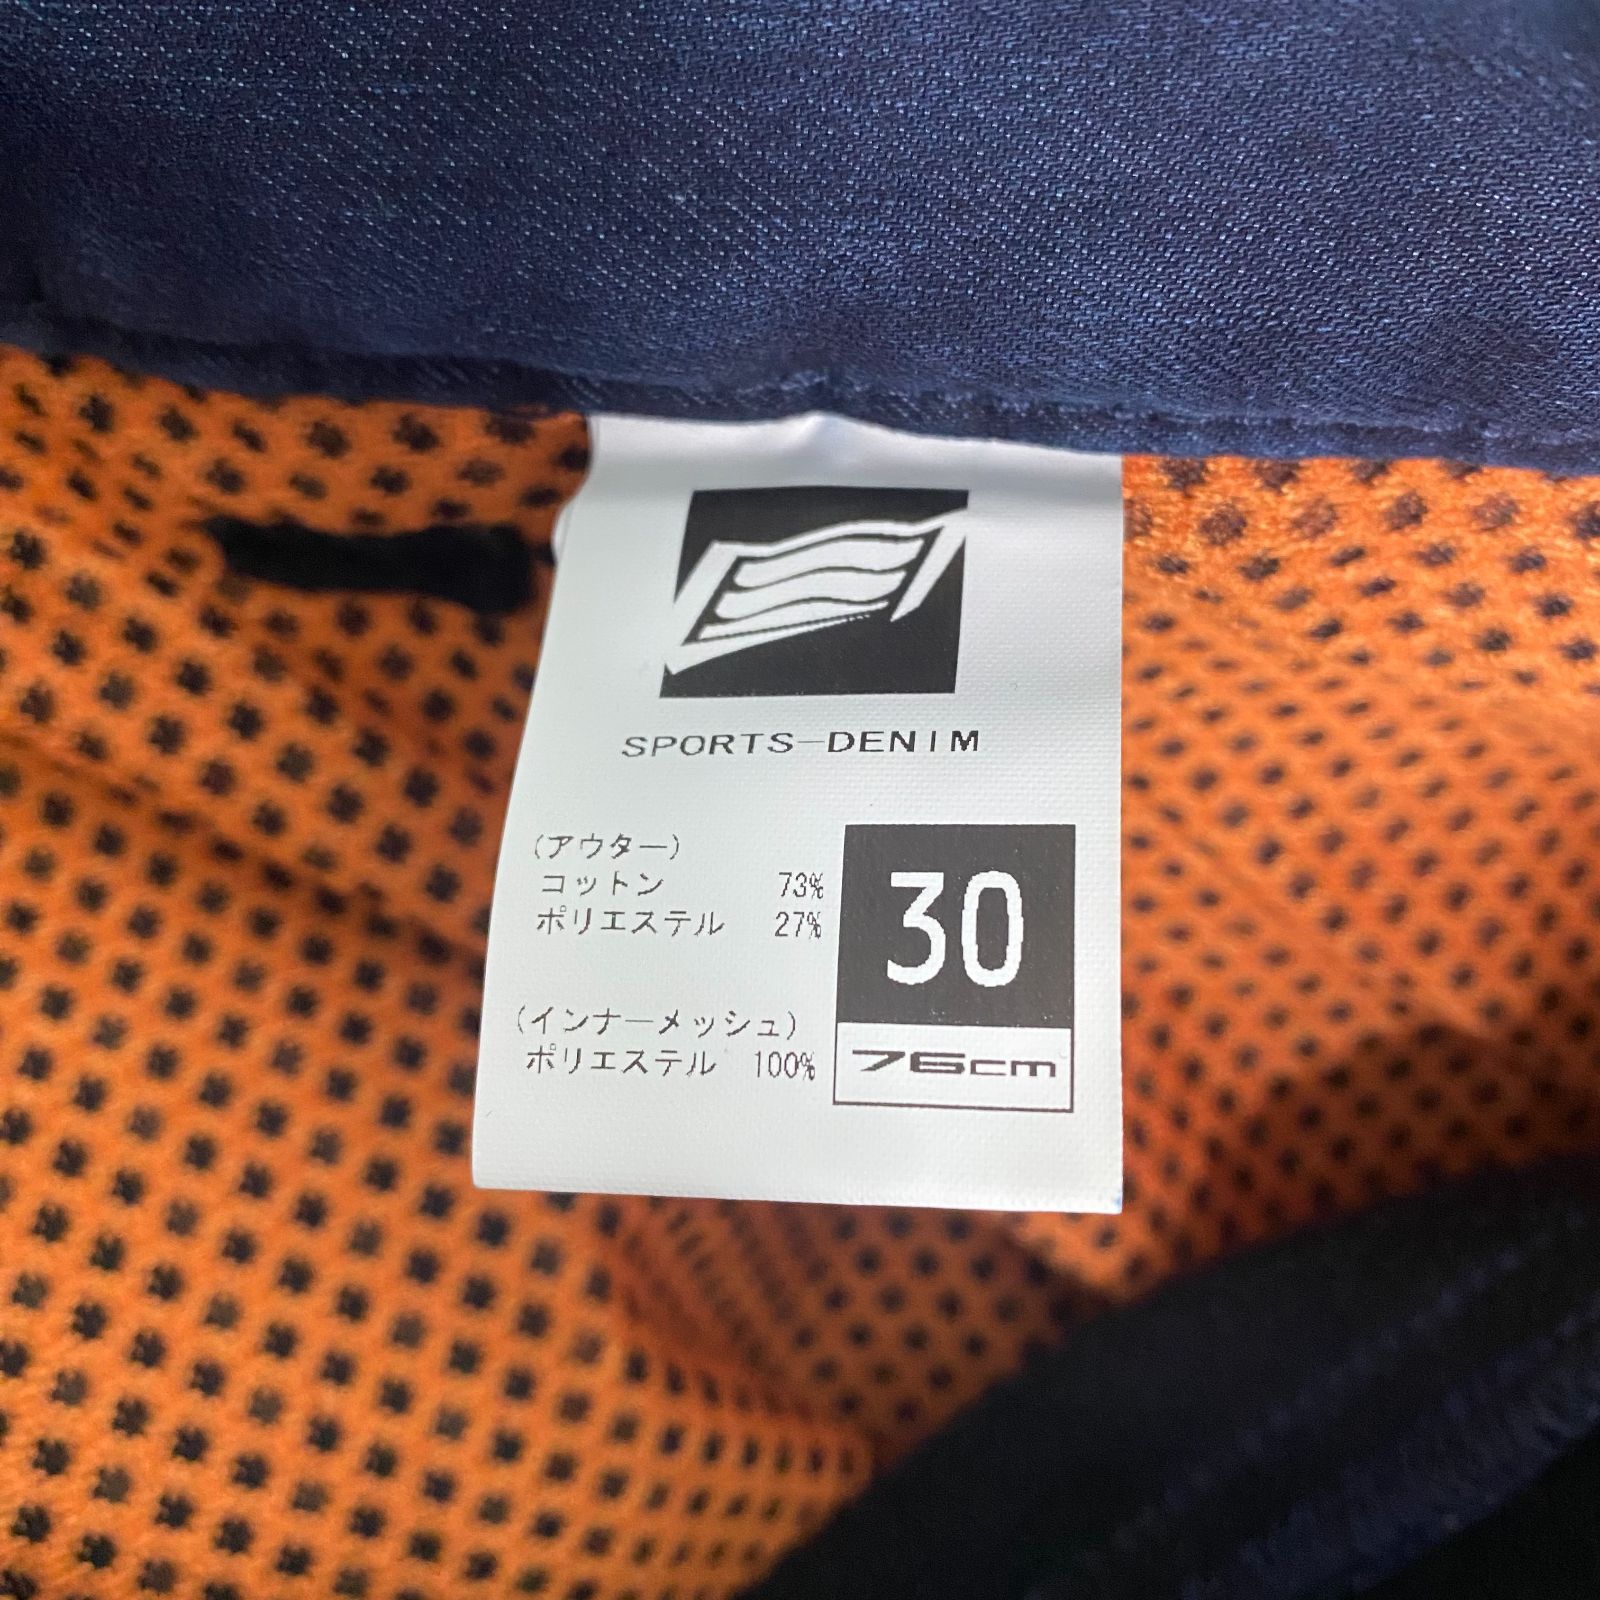 SPORTS-DENIM
(アウター)
コットン 73%
ポリエステル 27%
30
(インナーメッシュ)
ポリエステル 100%
76cm